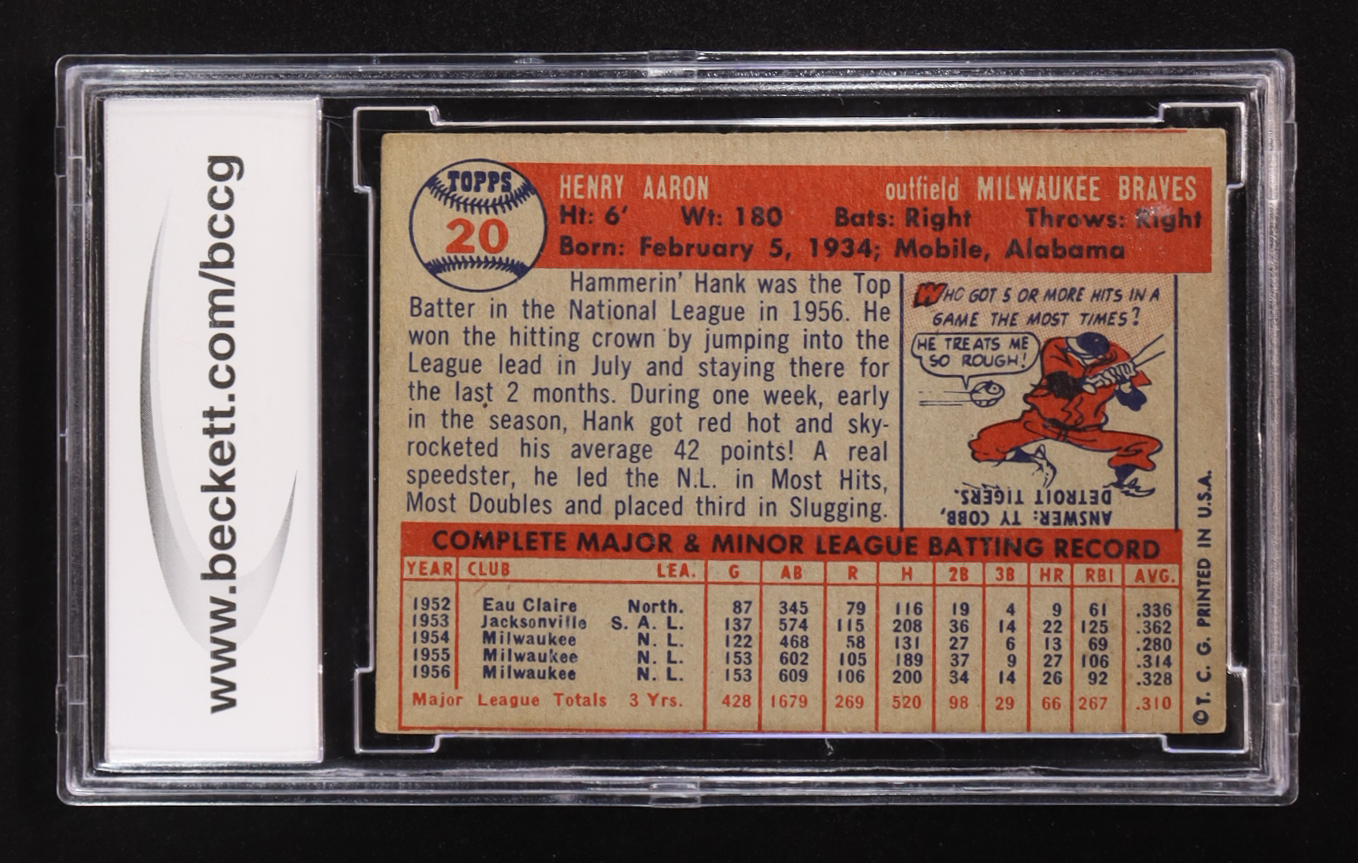 www.beckett.com/bccg
TOPPS
20
HENRY AARON outfield MILWAUKEE BRAVES
Ht: 6' Wt: 180 Bats: Right Throws: Right
Born: February 5, 1934; Mobile, Alabama
Hammerin' Hank was the Top
Batter in the National League in 1956. He
won the hitting crown by jumping into the
League lead in July and staying there for
the last 2 months. During one week, early
in the season, Hank got red hot and sky-
rocketed his average 42 points! A real
speedster, he led the N.L. in Most Hits,
Most Doubles and placed third in Slugging.
WHO GOT 5 OR MORE HITS IN A
GAME THE MOST TIMES?
HE TREATS ME
SO ROUGH!
ANSWER: TY COBB,
DETROIT TIGERS.
COMPLETE MAJOR & MINOR LEAGUE BATTING RECORD
YEAR CLUB LEA. G AB R H 2B 3B HR RBI AVG.
1952 Eau Claire North. 87 345 79 116 19 4 9 61 .336
1953 Jacksonville S. A. L. 137 574 115 208 36 14 22 125 .362
1954 Milwaukee N. L. 122 468 58 131 27 6 13 69 .280
1955 Milwaukee N. L. 153 602 105 189 37 9 27 106 .314
1956 Milwaukee N. L. 153 609 106 200 34 14 26 92 .328
Major League Totals 3 Yrs. 428 1679 269 520 98 29 66 267 .310
©T. C. G. PRINTED IN U.S.A.